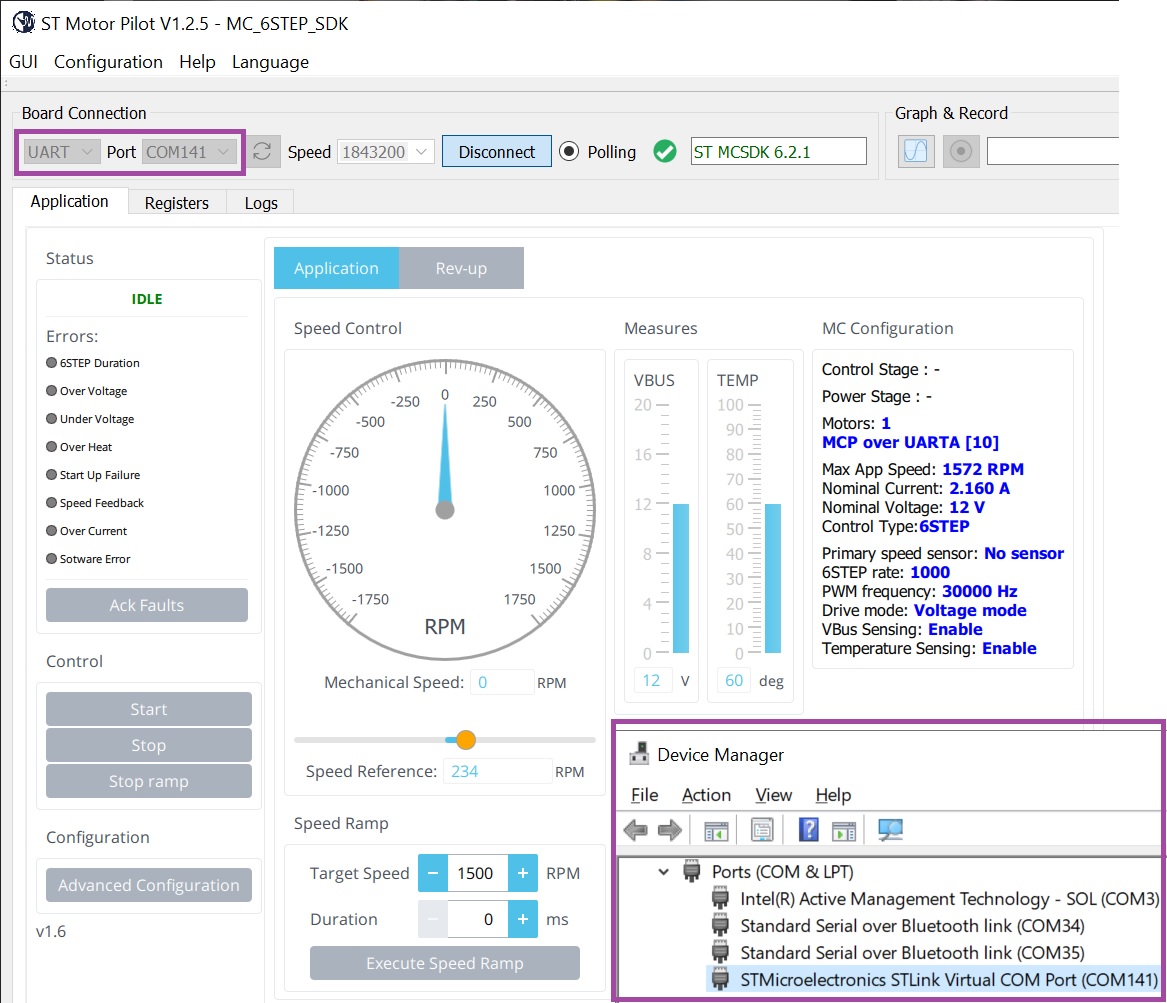 ST Motor Pilot V1.2.5 - MC_6STEP_SDK
GUI Configuration Help Language
Board Connection
UART Port COM141 Speed 1843200 Disconnect Polling ST MCSDK 6.2.1
Graph & Record
Application Registers Logs
Status
IDLE
Errors:
6STEP Duration
Over Voltage
Under Voltage
Over Heat
Start Up Failure
Speed Feedback
Over Current
Sotware Error
Ack Faults
Control
Start
Stop
Stop ramp
Configuration
Advanced Configuration
v1.6
Application Rev-up
Speed Control
0
-250 250
-500 500
-750 750
-1000 1000
-1250 1250
-1500 1500
-1750 1750
RPM
Mechanical Speed: 0 RPM
Speed Reference: 234 RPM
Speed Ramp
Target Speed − 1500 + RPM
Duration − 0 + ms
Execute Speed Ramp
Measures
VBUS
20
16
12
8
4
0
12 V
TEMP
100
90
80
70
60
50
40
30
20
10
0
60 deg
MC Configuration
Control Stage : -
Power Stage : -
Motors: 1
MCP over UARTA [10]
Max App Speed: 1572 RPM
Nominal Current: 2.160 A
Nominal Voltage: 12 V
Control Type:6STEP
Primary speed sensor: No sensor
6STEP rate: 1000
PWM frequency: 30000 Hz
Drive mode: Voltage mode
VBus Sensing: Enable
Temperature Sensing: Enable
Device Manager
File Action View Help
Ports (COM & LPT)
Intel(R) Active Management Technology - SOL (COM3)
Standard Serial over Bluetooth link (COM34)
Standard Serial over Bluetooth link (COM35)
STMicroelectronics STLink Virtual COM Port (COM141)